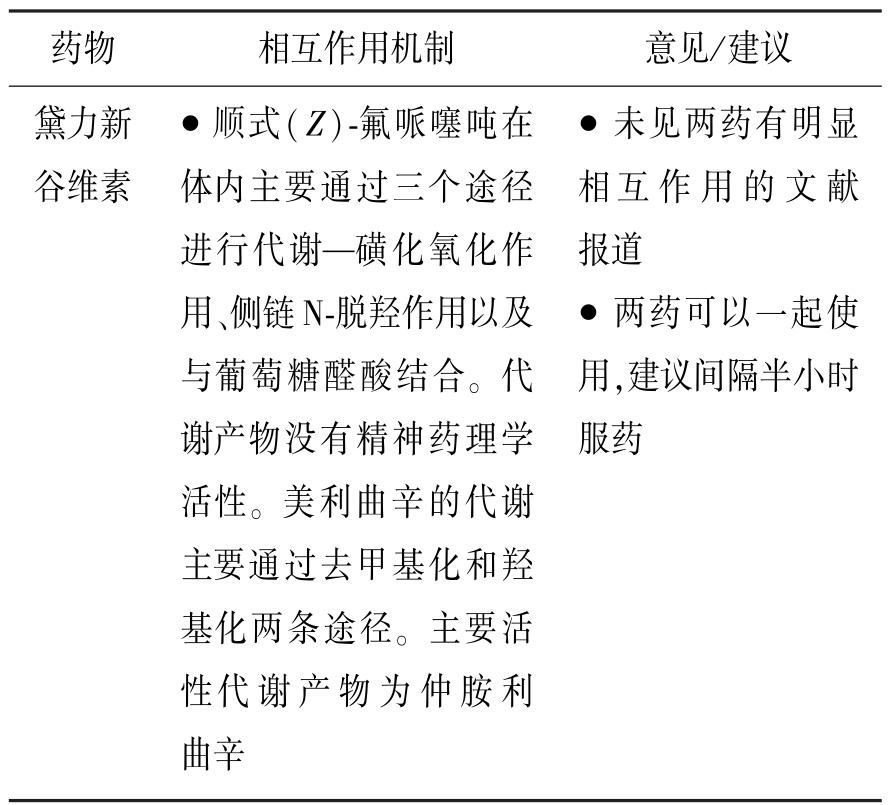 药物 相互作用机制 意见/建议
黛力新
谷维素
● 顺式(Z)-氟哌噻吨在
体内主要通过三个途径
进行代谢—磺化氧化作
用、侧链N-脱羟作用以及
与葡萄糖醛酸结合。代
谢产物没有精神药理学
活性。美利曲辛的代谢
主要通过去甲基化和羟
基化两条途径。主要活
性代谢产物为仲胺利
曲辛
● 未见两药有明显
相互作用的文献
报道
● 两药可以一起使
用,建议间隔半小时
服药